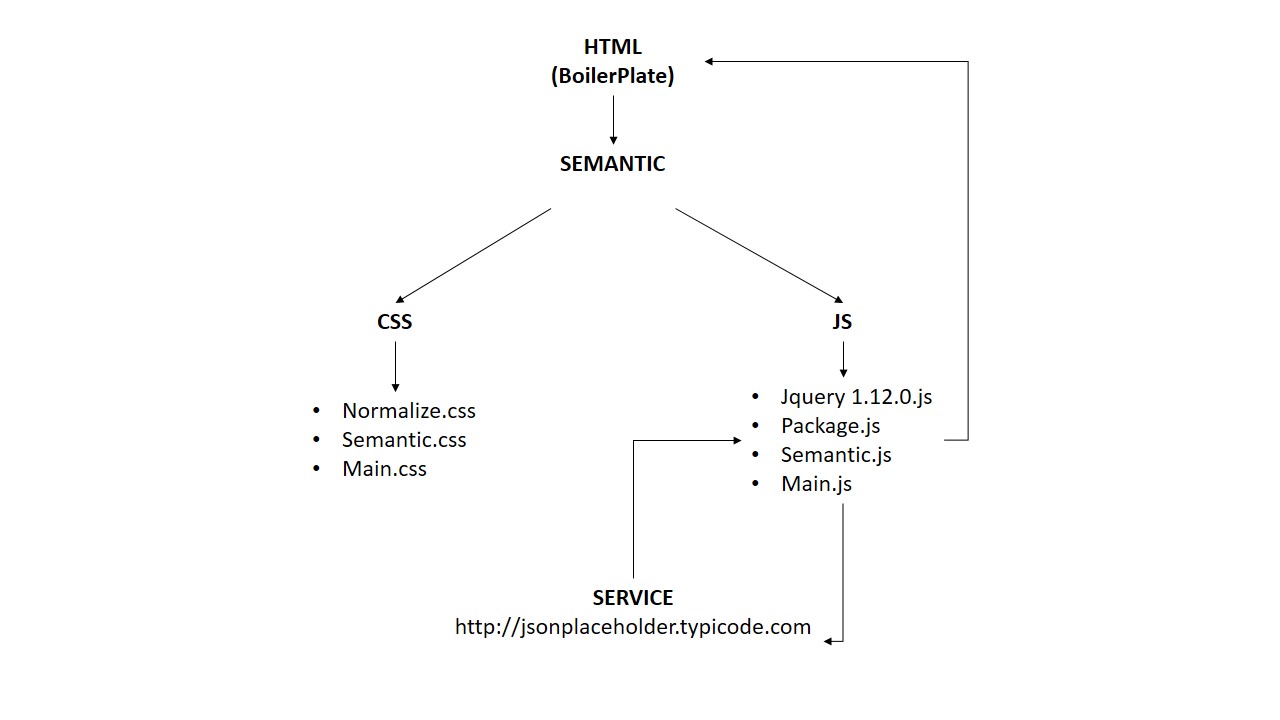 HTML
(BoilerPlate)
SEMANTIC
CSS
JS
• Normalize.css
• Semantic.css
• Main.css
• Jquery 1.12.0.js
• Package.js
• Semantic.js
• Main.js
SERVICE
http://jsonplaceholder.typicode.com